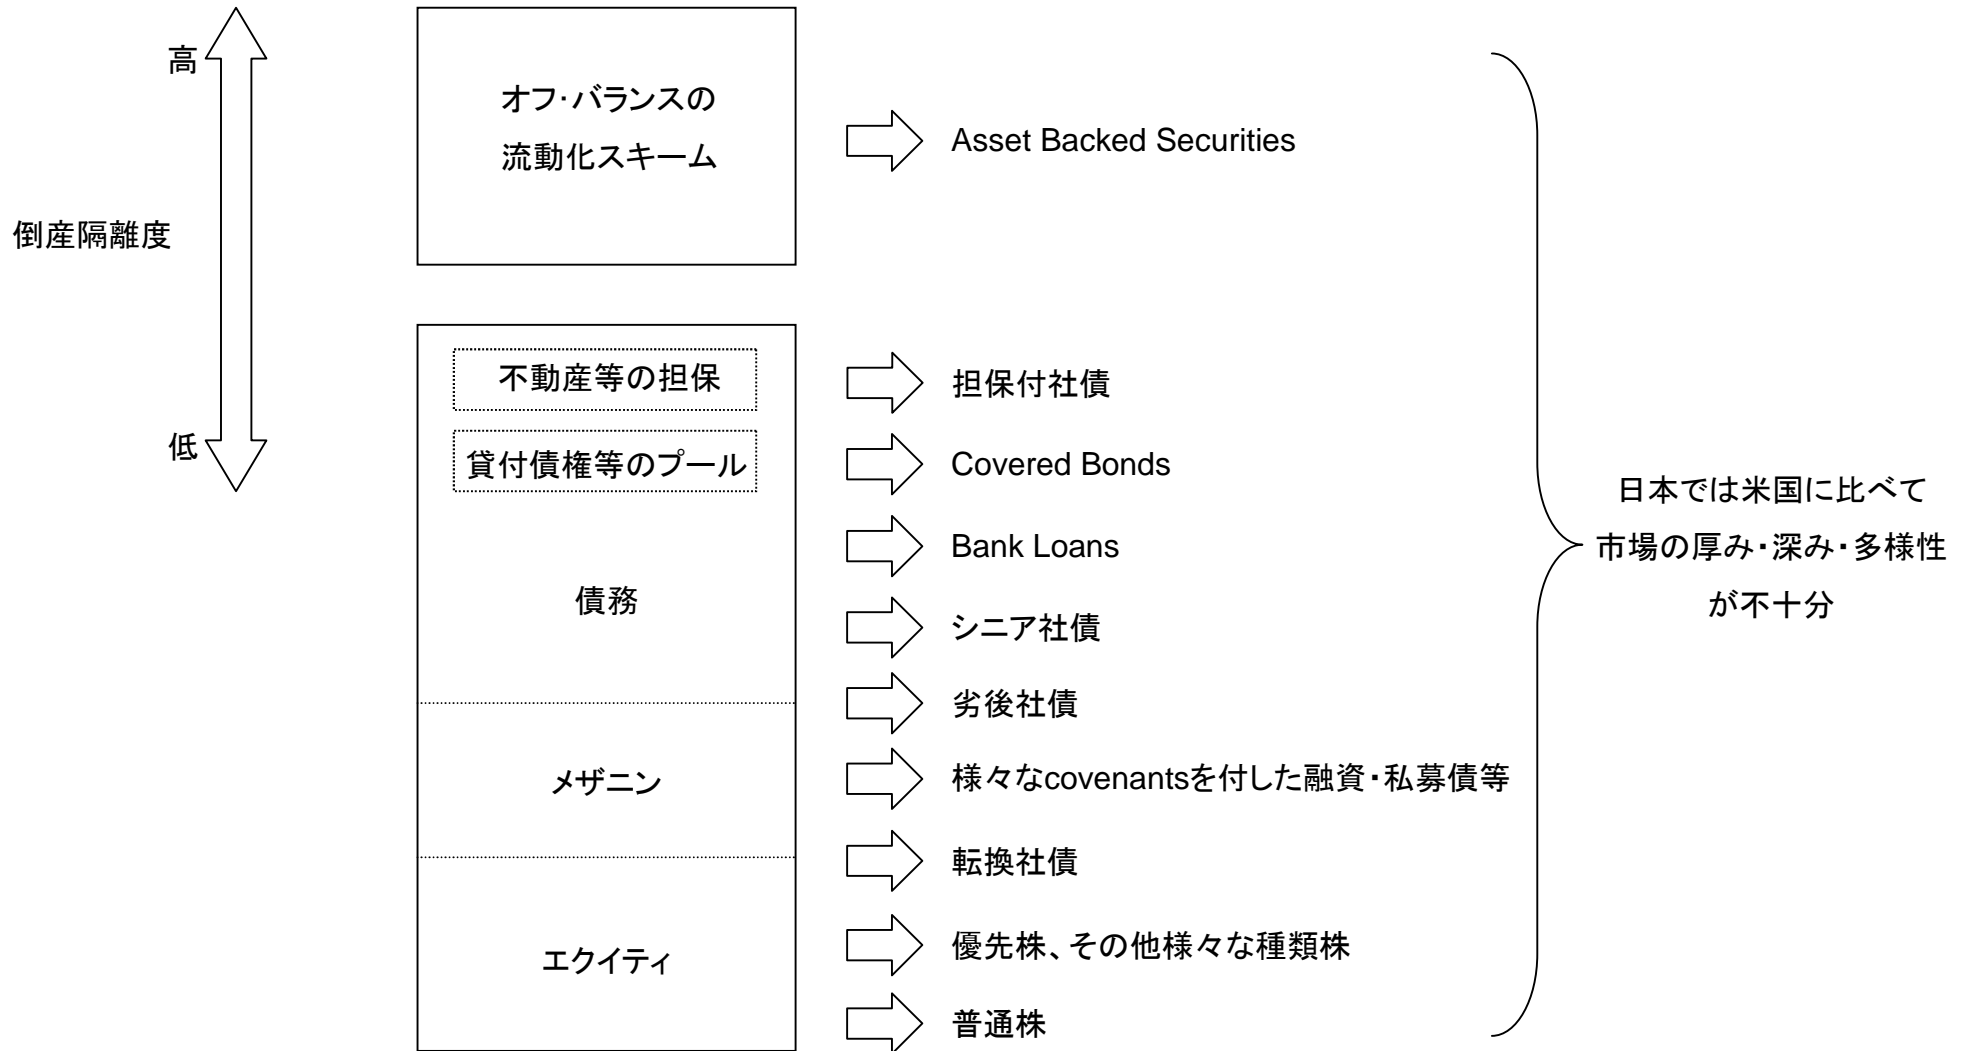 高
倒産隔離度
低
オフ・バランスの
流動化スキーム
Asset Backed Securities
不動産等の担保
担保付社債
貸付債権等のプール
Covered Bonds
Bank Loans
債務
シニア社債
劣後社債
メザニン
様々なcovenantsを付した融資・私募債等
転換社債
エクイティ
優先株、その他様々な種類株
普通株
日本では米国に比べて
市場の厚み・深み・多様性
が不十分